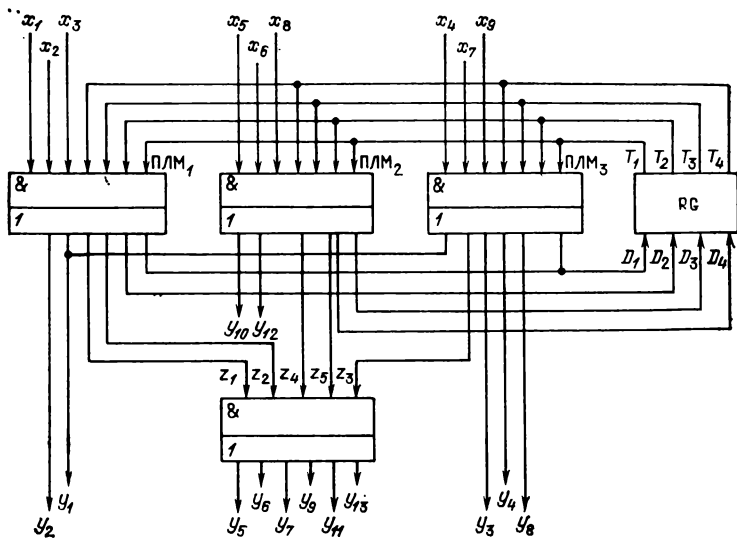 x₁ x₃ x₅ x₈ x₄ x₉
x₂ x₆ x₇
ПЛМ₁ ПЛМ₂ ПЛМ₃ T₁ T₂ T₃ T₄
& & & RG
1 1 1 D₁ D₂ D₃ D₄
y₁₀ y₁₂
z₁ z₂ z₄ z₅ z₃
&
1
y₂ y₁ y₅ y₆ y₇ y₉ y₁₁ y₁₃ y₃ y₄ y₈